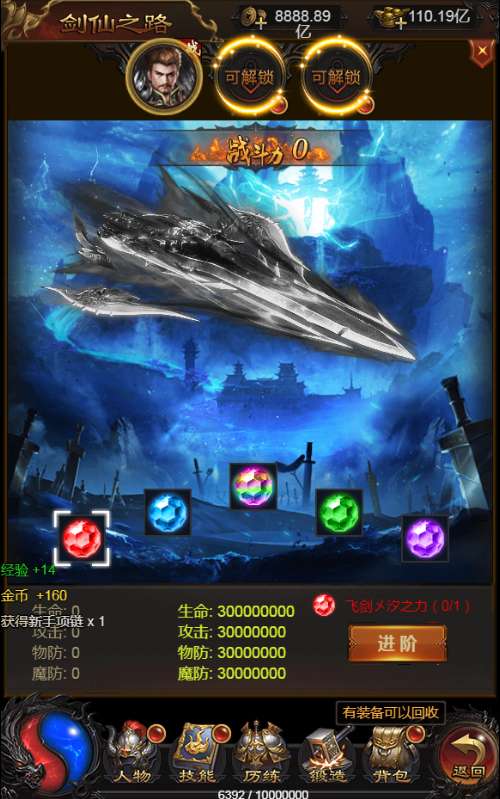 剑仙之路
8888.89
亿
110.19亿
战
可解锁
可解锁
战斗力 0
经验 +14
金币 +160
获得新手项链 x 1
生命: 0
攻击: 0
物防: 0
魔防: 0
生命: 30000000
攻击: 30000000
物防: 30000000
魔防: 30000000
飞剑メ汐之力（0/1）
进阶
有装备可以回收
人物
技能
历练
锻造
背包
返回
6392 / 10000000